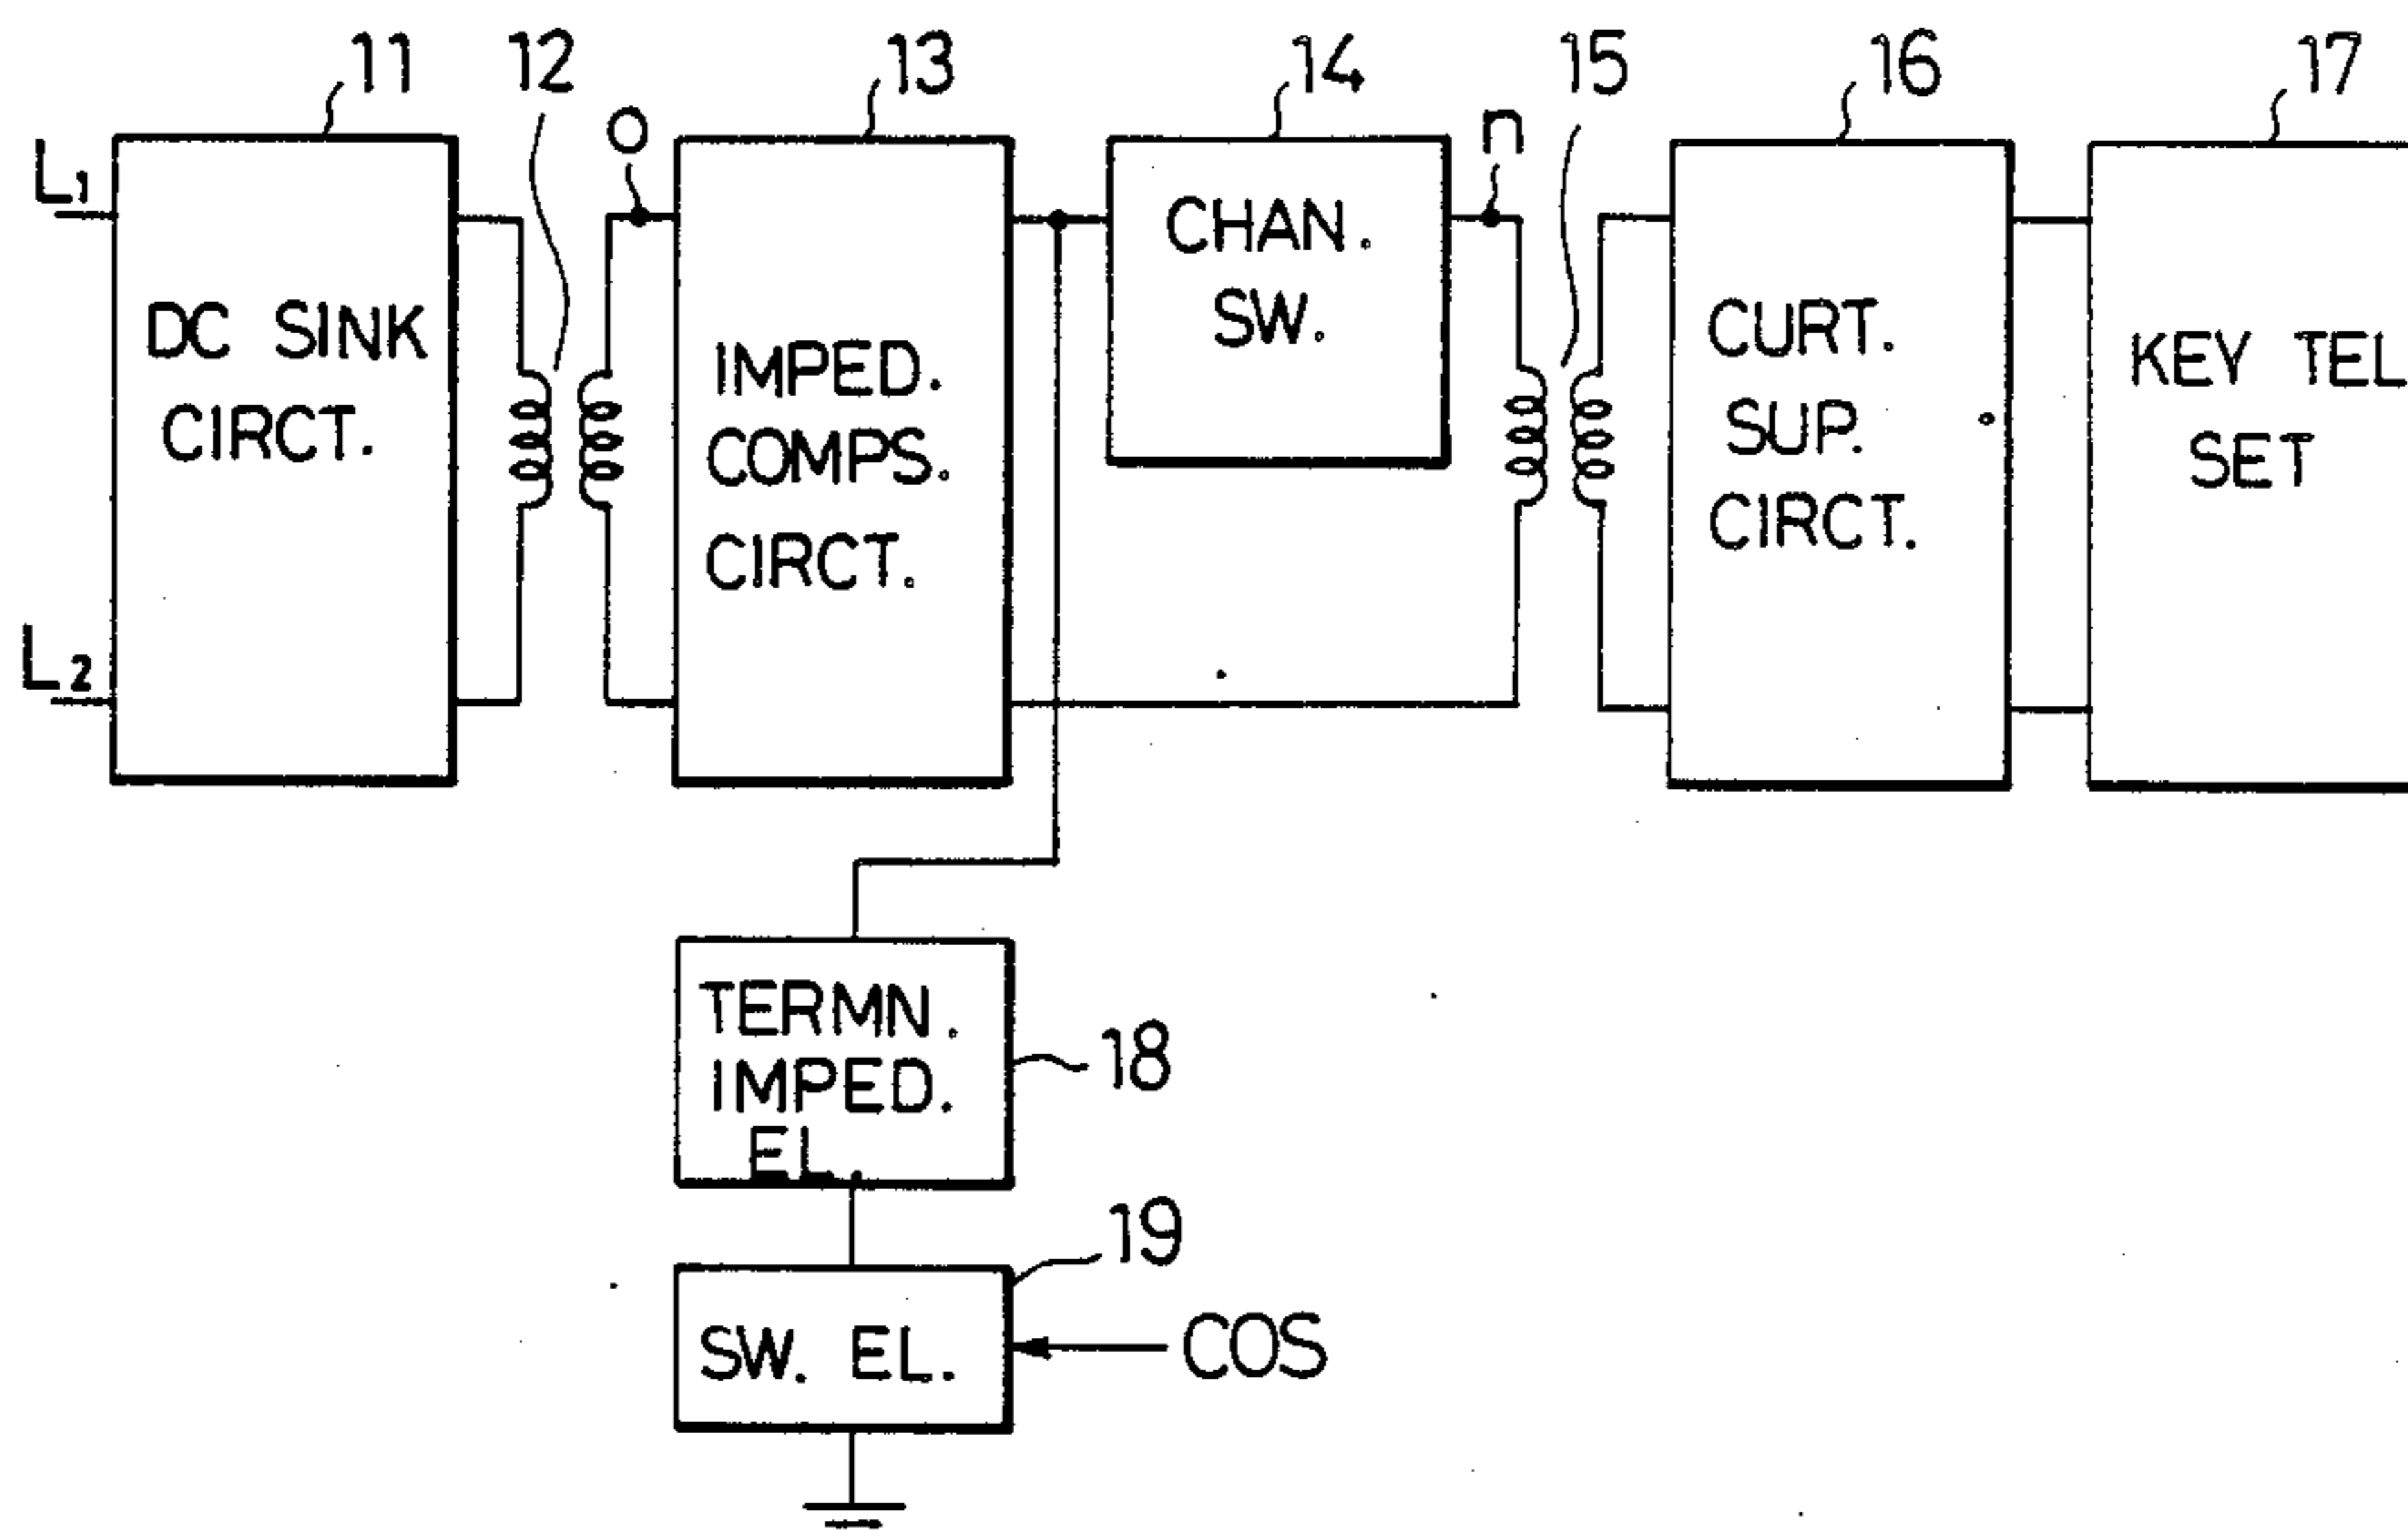 11
12
13
14
15
16
17
O
n
L1
L2
DC SINK
CIRCT.
IMPED.
COMPS.
CIRCT.
CHAN.
SW.
CURT.
SUP.
CIRCT.
KEY TEL
SET
TERMN.
IMPED.
EL.
18
19
SW. EL.
COS